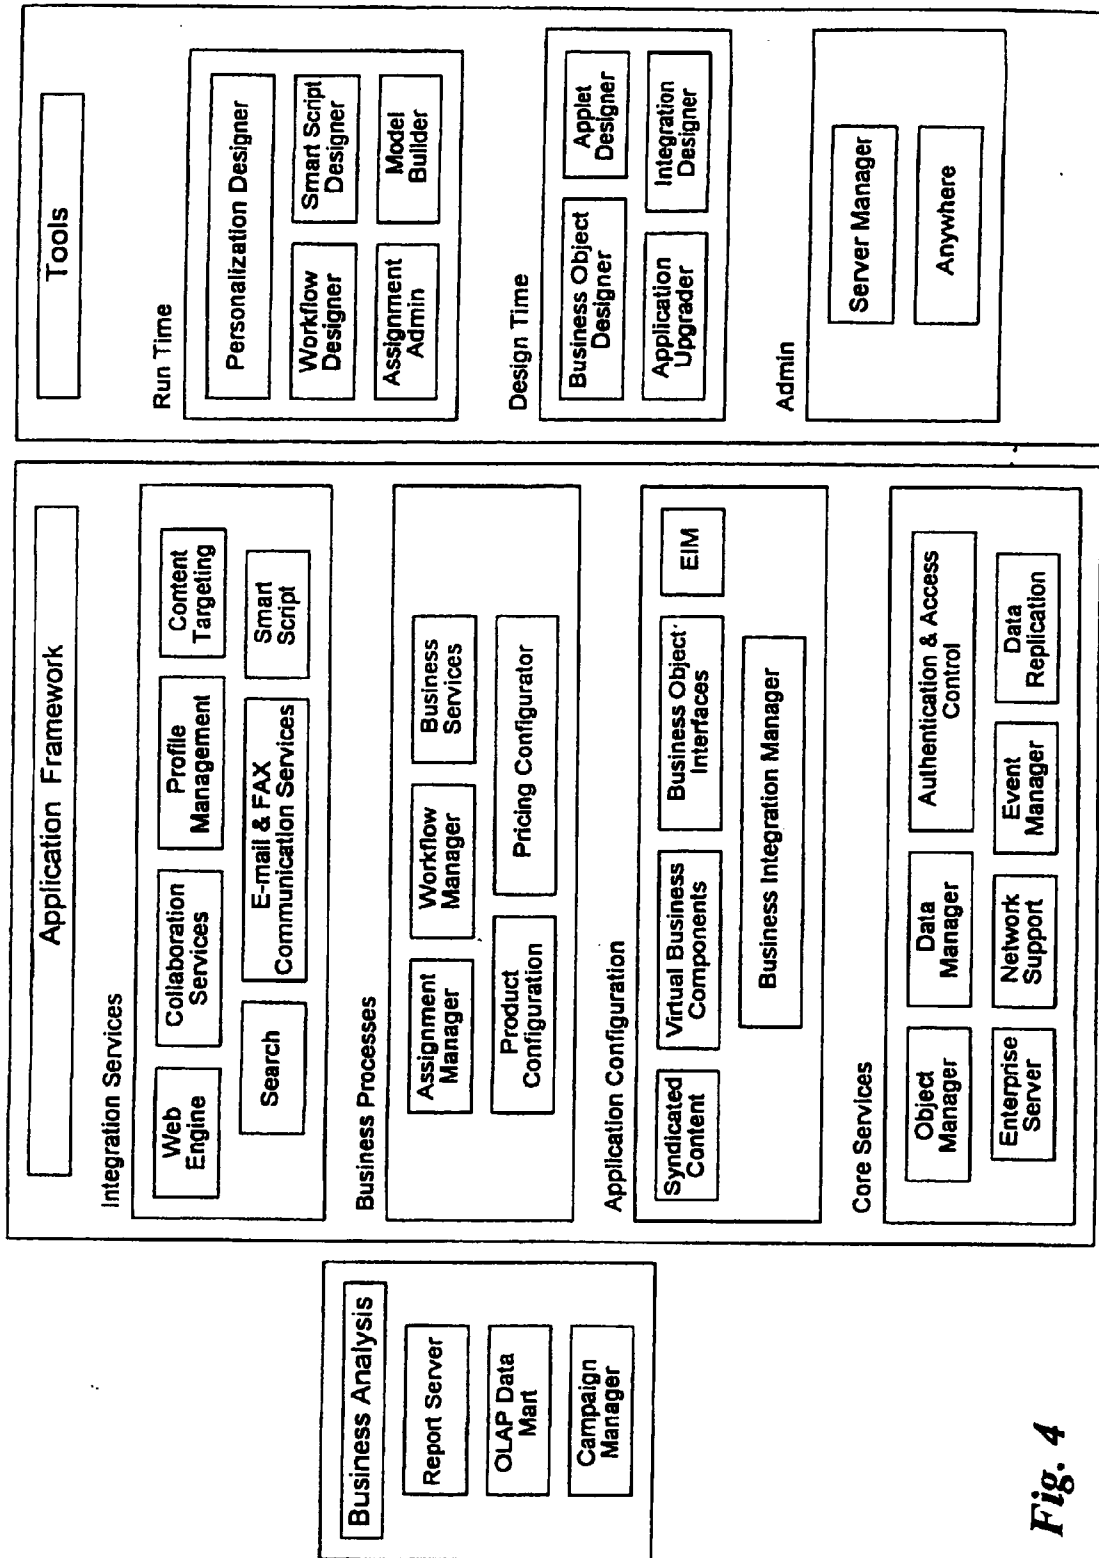 Business Analysis
Report Server
OLAP Data
Mart
Campaign
Manager
Application Framework
Integration Services
Web
Engine
Collaboration
Services
Profile
Management
Content
Targeting
Search
E-mail & FAX
Communication Services
Smart
Script
Business Processes
Assignment
Manager
Workflow
Manager
Business
Services
Product
Configuration
Pricing Configurator
Application Configuration
Syndicated
Content
Virtual Business
Components
Business Object
Interfaces
EIM
Business Integration Manager
Core Services
Object
Manager
Data
Manager
Authentication & Access
Control
Enterprise
Server
Network
Support
Event
Manager
Data
Replication
Tools
Run Time
Personalization Designer
Workflow
Designer
Smart Script
Designer
Assignment
Admin
Model
Builder
Design Time
Business Object
Designer
Applet
Designer
Application
Upgrader
Integration
Designer
Admin
Server Manager
Anywhere
Fig. 4